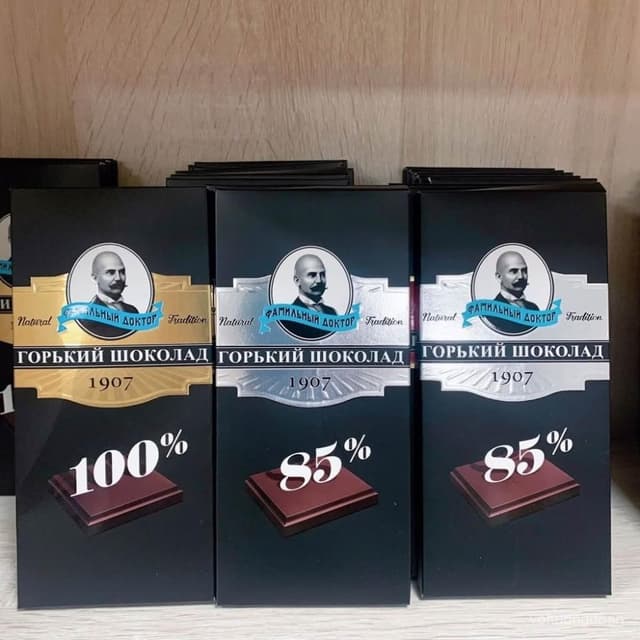 Natural
ФАМИЛЬНЫЙ ДОКТОР
Tradition
ГОРЬКИЙ ШОКОЛАД
1907
100%
Natural
ФАМИЛЬНЫЙ ДОКТОР
Tradition
ГОРЬКИЙ ШОКОЛАД
1907
85%
Natural
ФАМИЛЬНЫЙ ДОКТОР
Tradition
ГОРЬКИЙ ШОКОЛАД
1907
85%